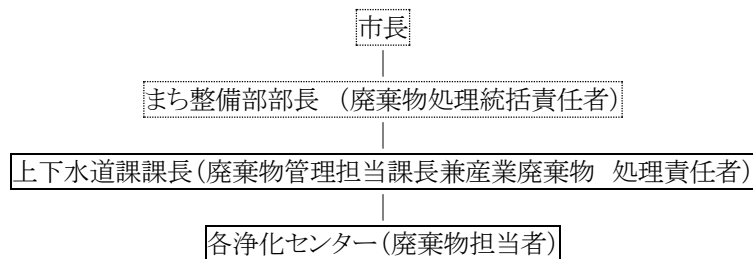 市長
まち整備部部長　（廃棄物処理統括責任者）
上下水道課課長（廃棄物管理担当課長兼産業廃棄物　処理責任者）
各浄化センター（廃棄物担当者）